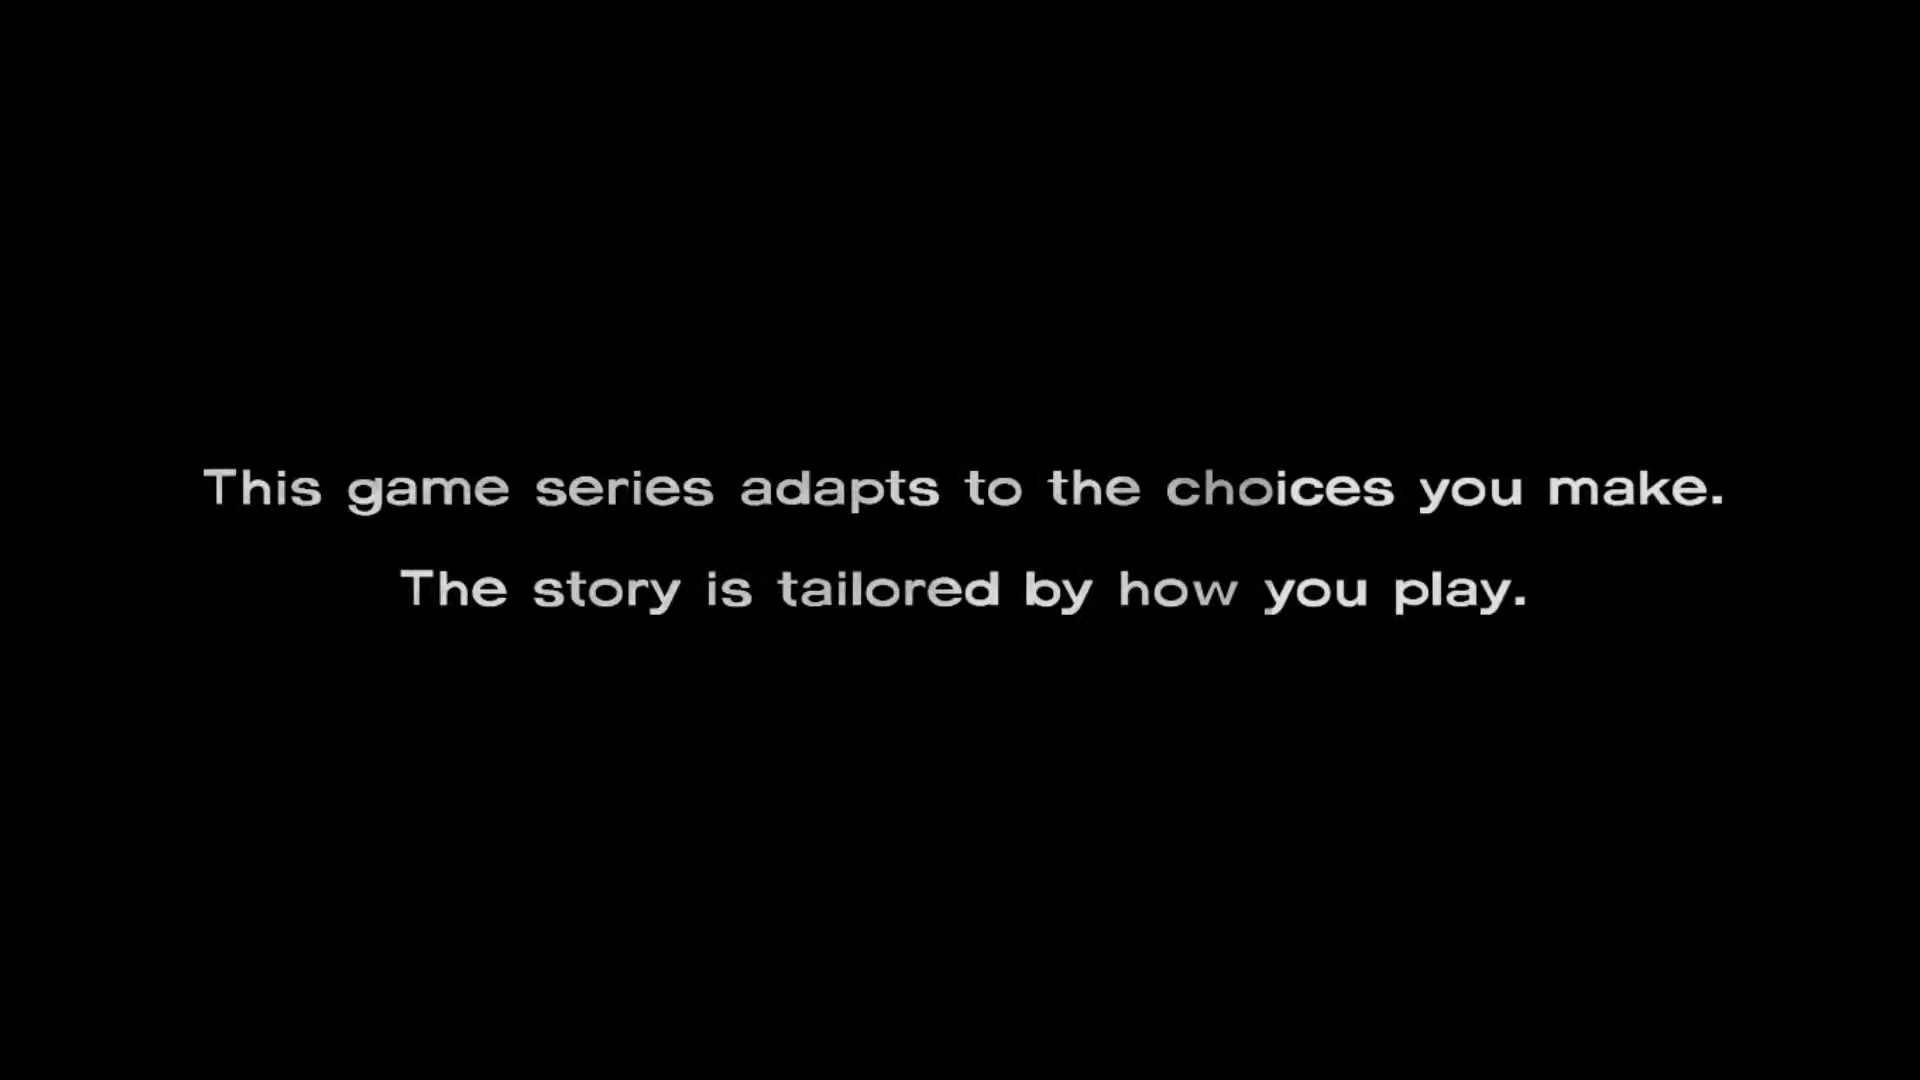 This game series adapts to the choices you make.
The story is tailored by how you play.